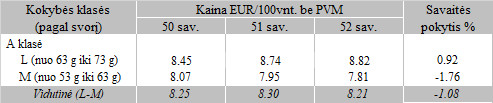 Kokybės klasės (pagal svorį) Kaina EUR/100vnt. be PVM Savaitės pokytis %
50 sav. 51 sav. 52 sav.
A klasė
L (nuo 63 g iki 73 g) 8.45 8.74 8.82 0.92
M (nuo 53 g iki 63 g) 8.07 7.95 7.81 -1.76
Vidutinė (L-M) 8.25 8.30 8.21 -1.08